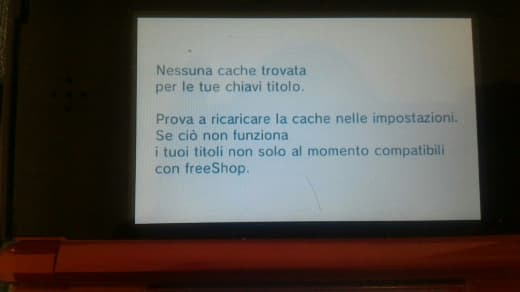 Nessuna cache trovata
per le tue chiavi titolo.
Prova a ricaricare la cache nelle impostazioni.
Se ciò non funziona
i tuoi titoli non solo al momento compatibili
con freeShop.